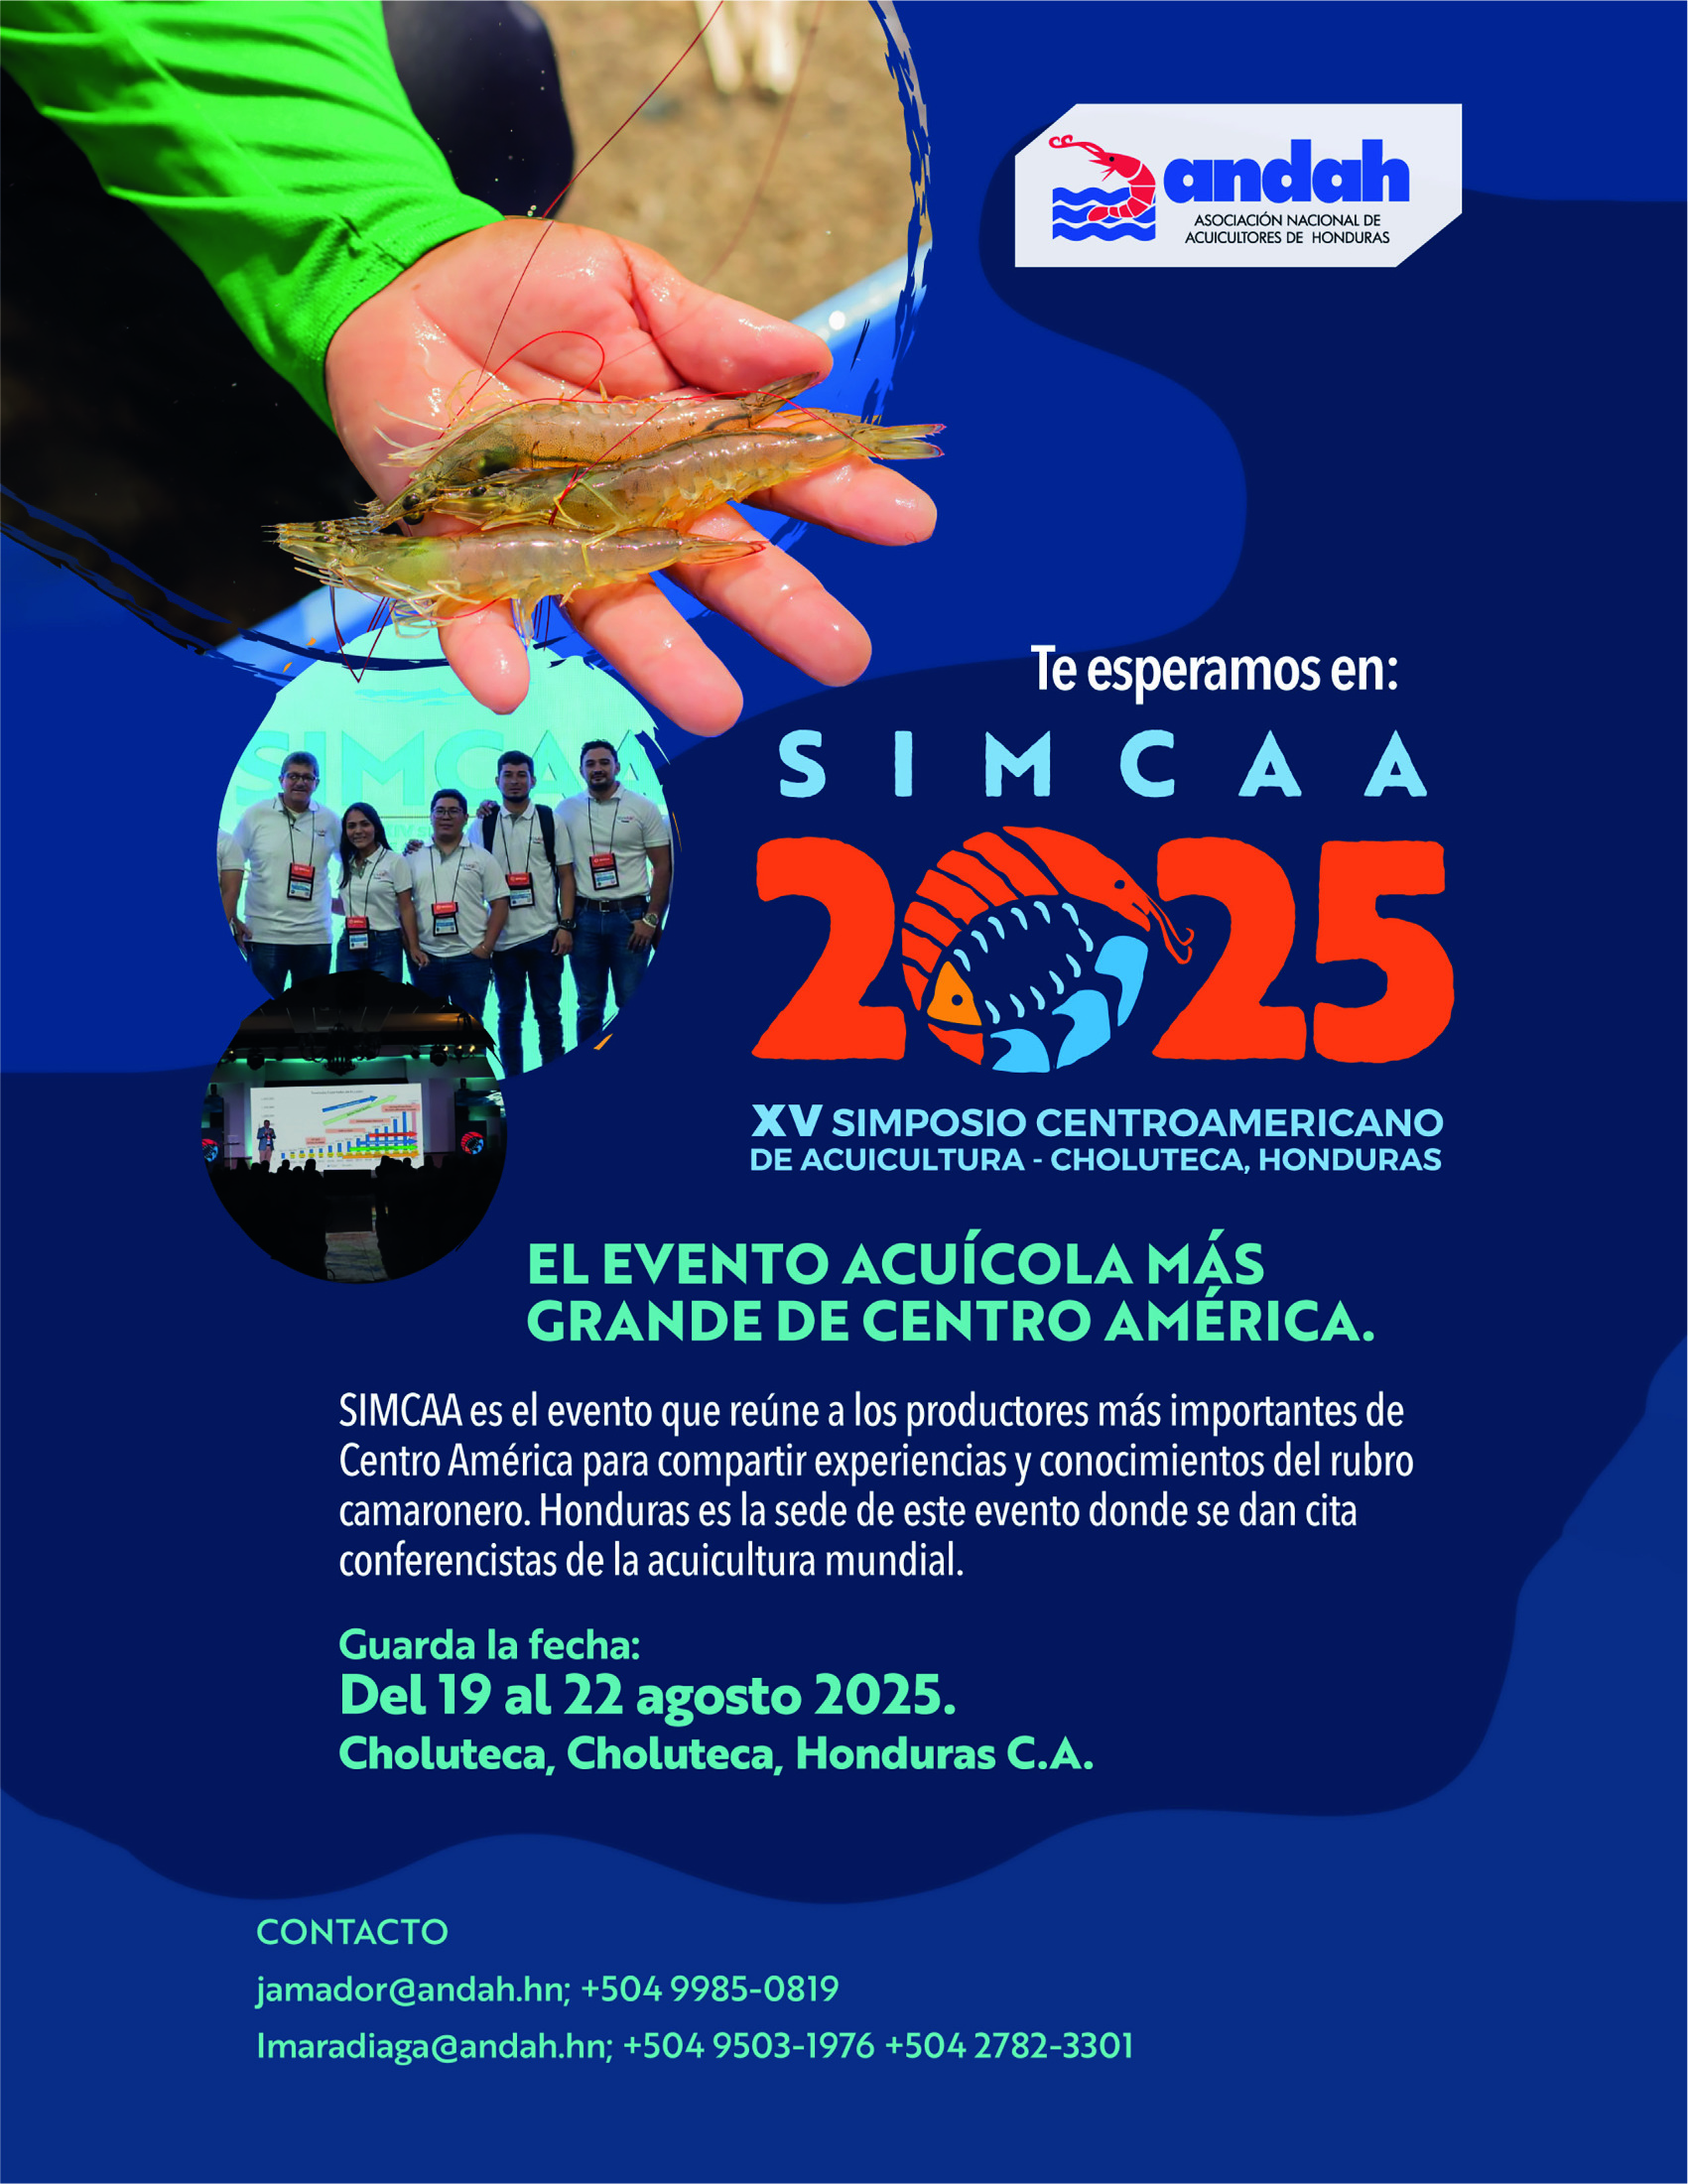 andah
ASOCIACIÓN NACIONAL DE
ACUICULTORES DE HONDURAS
Te esperamos en:
SIMCAA
2025
SIMCAA
XV SIMPOSIO CENTROAMERICANO
DE ACUICULTURA - CHOLUTECA, HONDURAS
EL EVENTO ACUÍCOLA MÁS
GRANDE DE CENTRO AMÉRICA.
SIMCAA es el evento que reúne a los productores más importantes de
Centro América para compartir experiencias y conocimientos del rubro
camaronero. Honduras es la sede de este evento donde se dan cita
conferencistas de la acuicultura mundial.
Guarda la fecha:
Del 19 al 22 agosto 2025.
Choluteca, Choluteca, Honduras C.A.
CONTACTO
jamador@andah.hn; +504 9985-0819
lmaradiaga@andah.hn; +504 9503-1976 +504 2782-3301